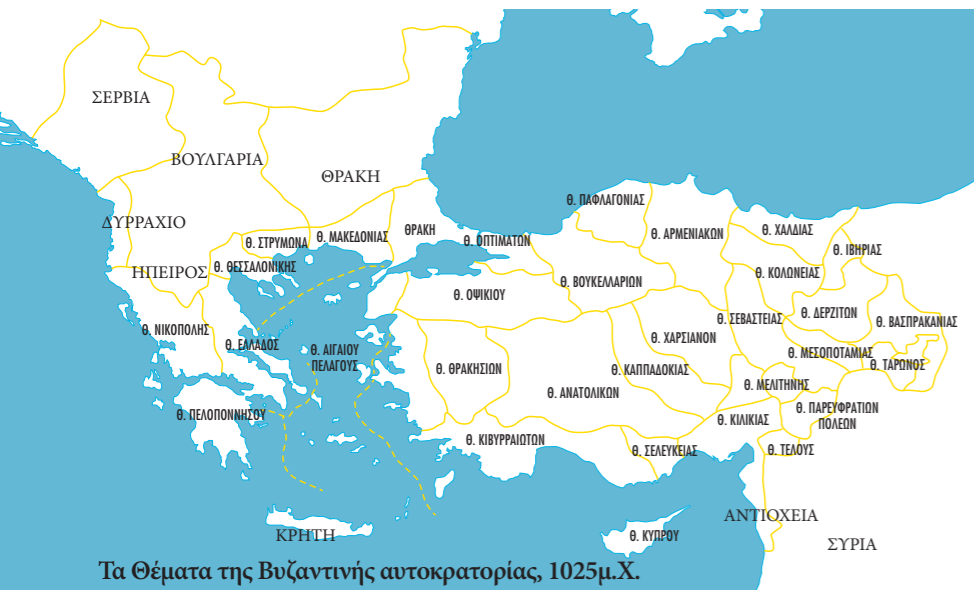 ΣΕΡΒΙΑ
ΒΟΥΛΓΑΡΙΑ
ΘΡΑΚΗ
ΔΥΡΡΑΧΙΟ
ΗΠΕΙΡΟΣ
Θ. ΣΤΡΥΜΩΝΑ
Θ. ΜΑΚΕΔΟΝΙΑΣ
ΘΡΑΚΗ
Θ. ΘΕΣΣΑΛΟΝΙΚΗΣ
Θ. ΟΠΤΙΜΑΤΩΝ
Θ. ΠΑΦΛΑΓΟΝΙΑΣ
Θ. ΑΡΜΕΝΙΑΚΩΝ
Θ. ΧΑΛΔΙΑΣ
Θ. ΙΒΗΡΙΑΣ
Θ. ΚΟΛΩΝΕΙΑΣ
Θ. ΒΟΥΚΕΛΛΑΡΙΩΝ
Θ. ΟΨΙΚΙΟΥ
Θ. ΣΕΒΑΣΤΕΙΑΣ
Θ. ΔΕΡΖΙΤΩΝ
Θ. ΒΑΣΠΡΑΚΑΝΙΑΣ
Θ. ΝΙΚΟΠΟΛΗΣ
Θ. ΕΛΛΑΔΟΣ
Θ. ΑΙΓΑΙΟΥ
ΠΕΛΑΓΟΥΣ
Θ. ΧΑΡΣΙΑΝΟΝ
Θ. ΜΕΣΟΠΟΤΑΜΙΑΣ
Θ. ΤΑΡΩΝΟΣ
Θ. ΘΡΑΚΗΣΙΩΝ
Θ. ΚΑΠΠΑΔΟΚΙΑΣ
Θ. ΑΝΑΤΟΛΙΚΩΝ
Θ. ΜΕΛΙΤΗΝΗΣ
Θ. ΠΕΛΟΠΟΝΝΗΣΟΥ
Θ. ΚΙΛΙΚΙΑΣ
Θ. ΠΑΡΕΥΦΡΑΤΙΩΝ
ΠΟΛΕΩΝ
Θ. ΚΙΒΥΡΡΑΙΩΤΩΝ
Θ. ΣΕΛΕΥΚΕΙΑΣ
Θ. ΤΕΛΟΥΣ
ΑΝΤΙΟΧΕΙΑ
ΣΥΡΙΑ
ΚΡΗΤΗ
Θ. ΚΥΠΡΟΥ
Τα Θέματα της Βυζαντινής αυτοκρατορίας, 1025μ.Χ.